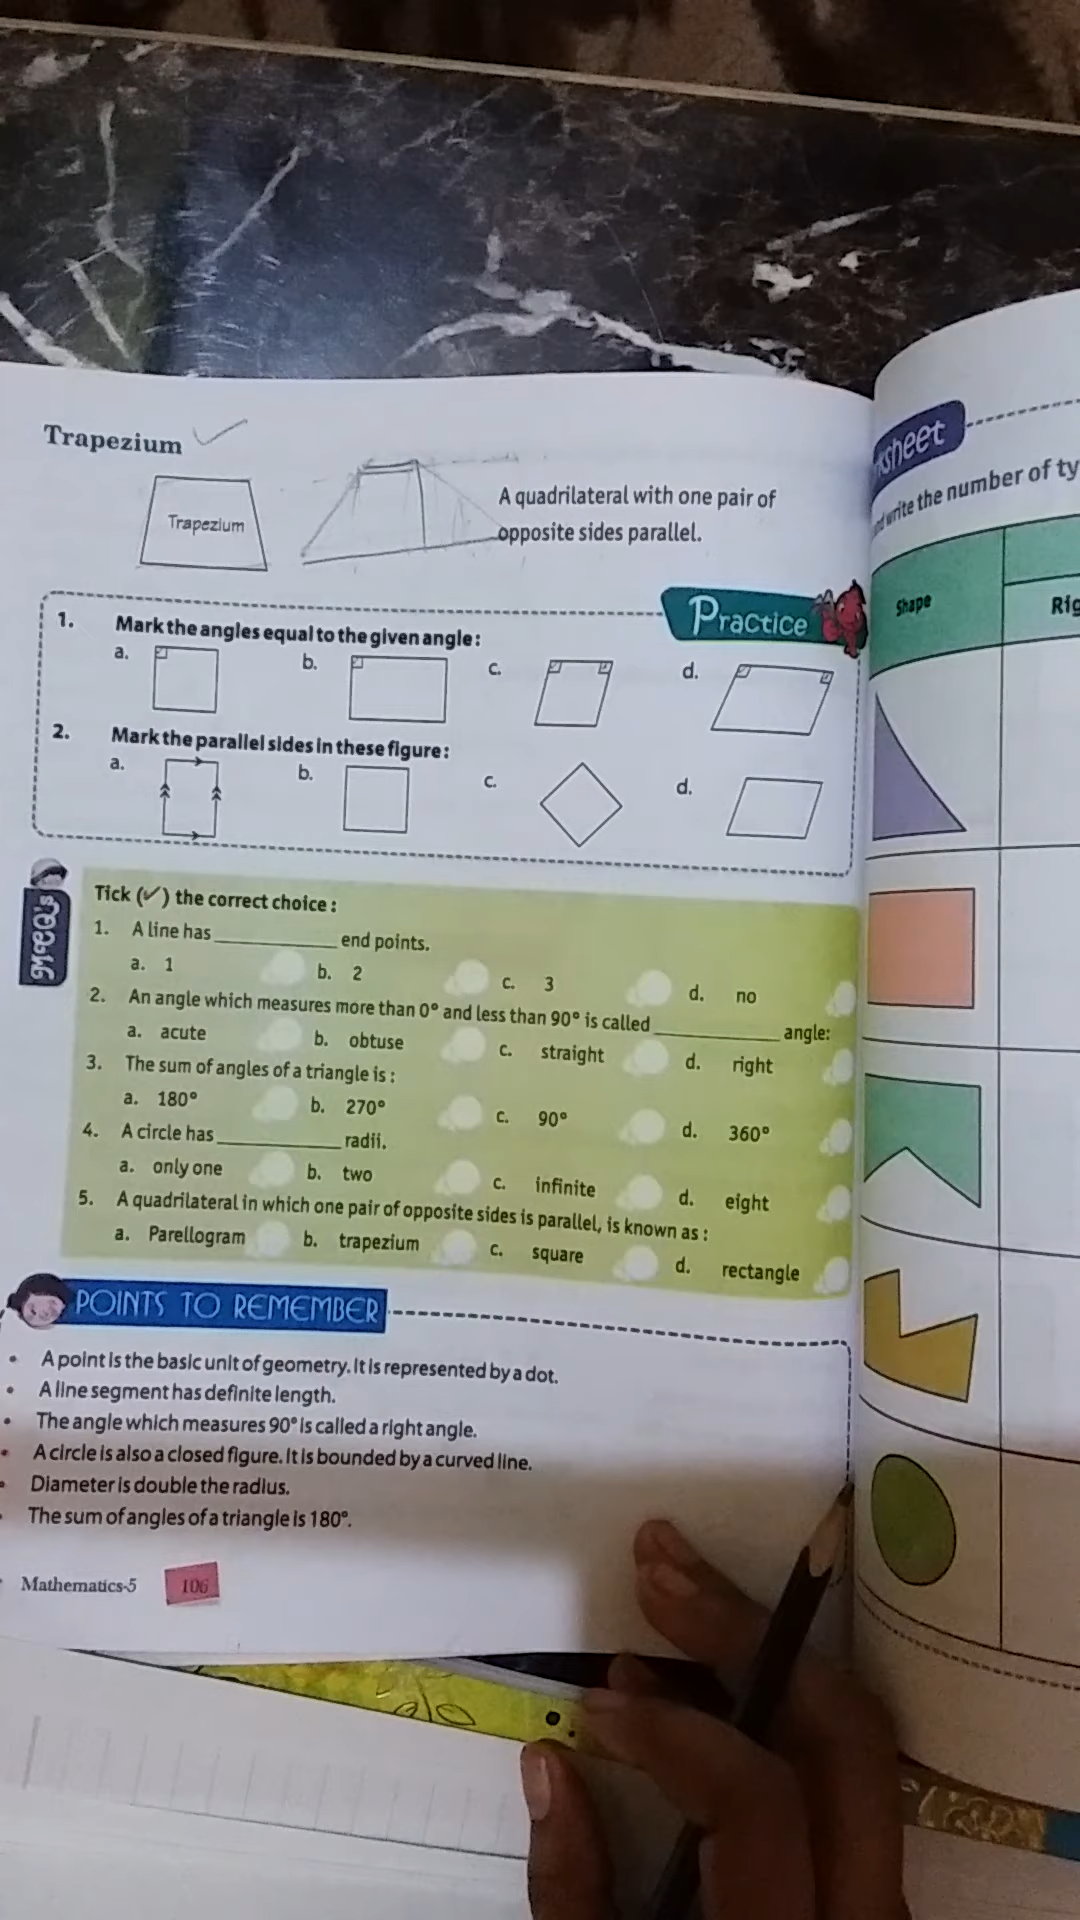 Trapezium
Trapezium
A quadrilateral with one pair of
opposite sides parallel.
Practice
1. Mark the angles equal to the given angle:
a. b. c. d.
2. Mark the parallel sides in these figure:
a. b. c. d.
MCQ's
Tick (✓) the correct choice :
1. A line has ____________ end points.
a. 1 b. 2 c. 3 d. no
2. An angle which measures more than 0° and less than 90° is called ____________ angle:
a. acute b. obtuse c. straight d. right
3. The sum of angles of a triangle is :
a. 180° b. 270° c. 90° d. 360°
4. A circle has ____________ radii.
a. only one b. two c. infinite d. eight
5. A quadrilateral in which one pair of opposite sides is parallel, is known as :
a. Parellogram b. trapezium c. square d. rectangle
POINTS TO REMEMBER
• A point is the basic unit of geometry. It is represented by a dot.
• A line segment has definite length.
• The angle which measures 90° is called a right angle.
• A circle is also a closed figure. It is bounded by a curved line.
• Diameter is double the radius.
• The sum of angles of a triangle is 180°.
Mathematics-5 106
write the number of
Shape